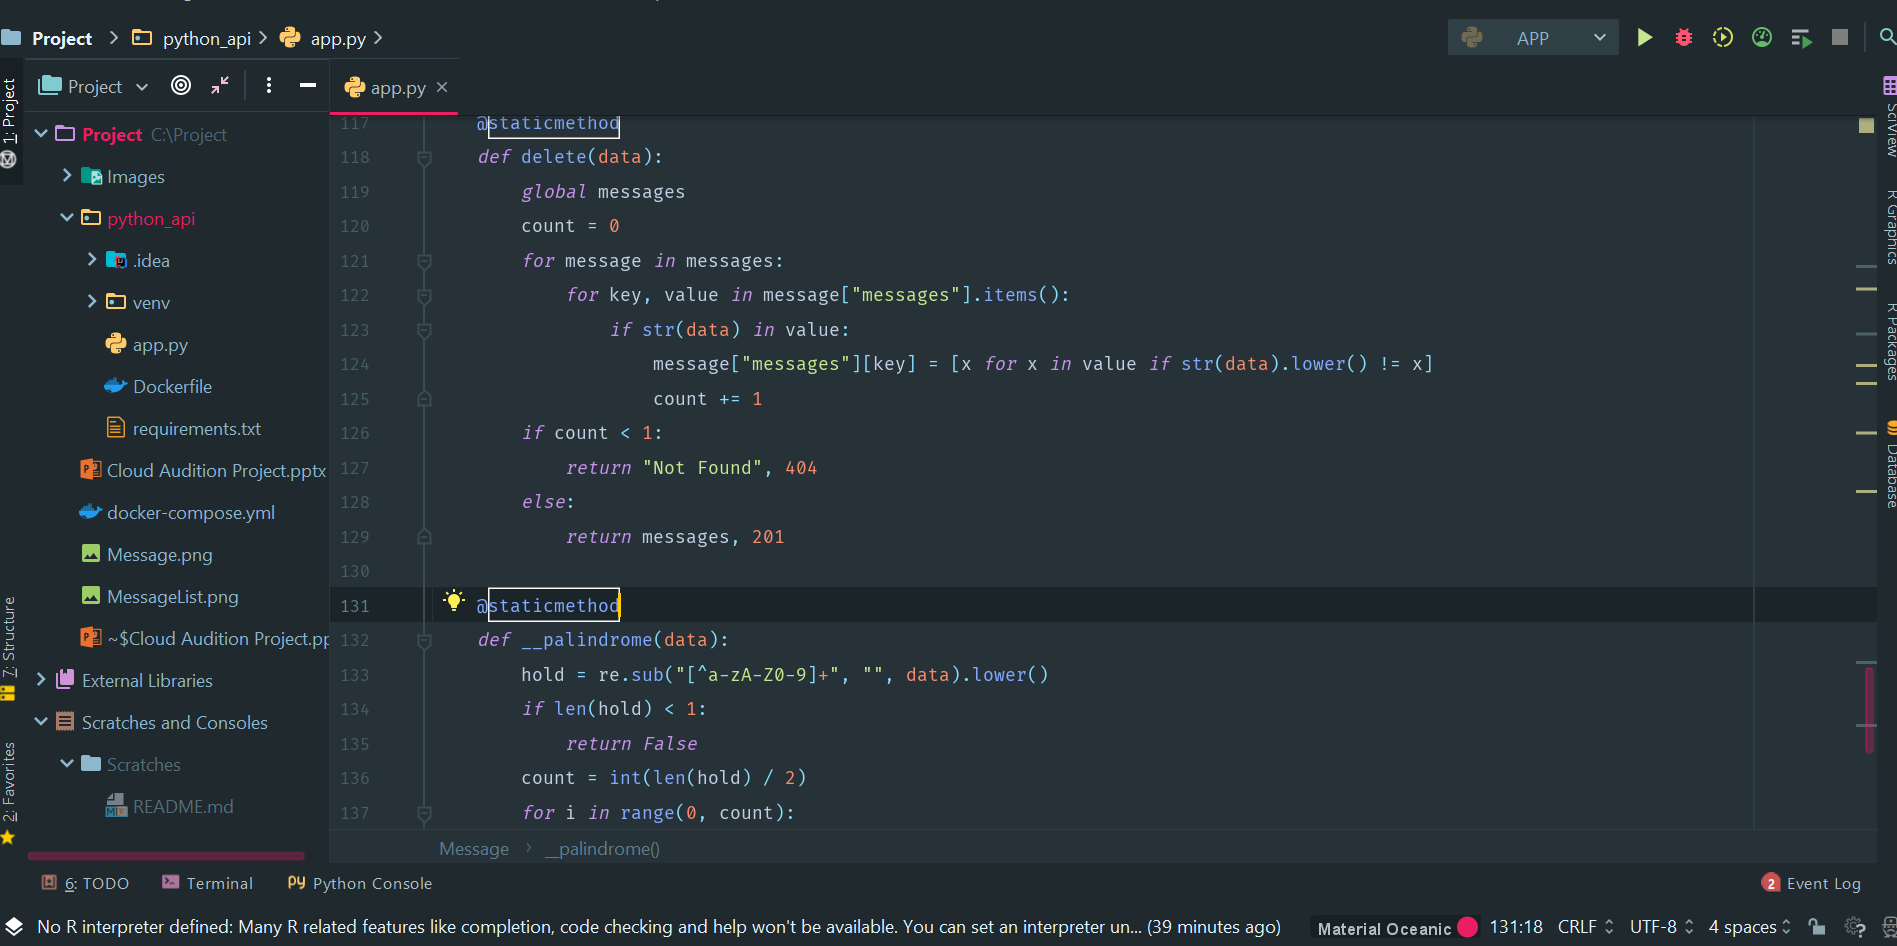 Project python_api app.py
APP
Project
app.py
1: Project
Project C:\Project
Images
python_api
.idea
venv
app.py
Dockerfile
requirements.txt
Cloud Audition Project.pptx
docker-compose.yml
Message.png
MessageList.png
~$Cloud Audition Project.pp
External Libraries
Scratches and Consoles
Scratches
README.md
7: Structure
2: Favorites
117 @staticmethod
118 def delete(data):
119 global messages
120 count = 0
121 for message in messages:
122 for key, value in message["messages"].items():
123 if str(data) in value:
124 message["messages"][key] = [x for x in value if str(data).lower() != x]
125 count += 1
126 if count < 1:
127 return "Not Found", 404
128 else:
129 return messages, 201
130
131 @staticmethod
132 def __palindrome(data):
133 hold = re.sub("[^a-zA-Z0-9]+", "", data).lower()
134 if len(hold) < 1:
135 return False
136 count = int(len(hold) / 2)
137 for i in range(0, count):
Message __palindrome()
SciView
R Graphics
R Packages
Database
6: TODO Terminal Python Console
2 Event Log
No R interpreter defined: Many R related features like completion, code checking and help won't be available. You can set an interpreter un... (39 minutes ago)
Material Oceanic 131:18 CRLF UTF-8 4 spaces